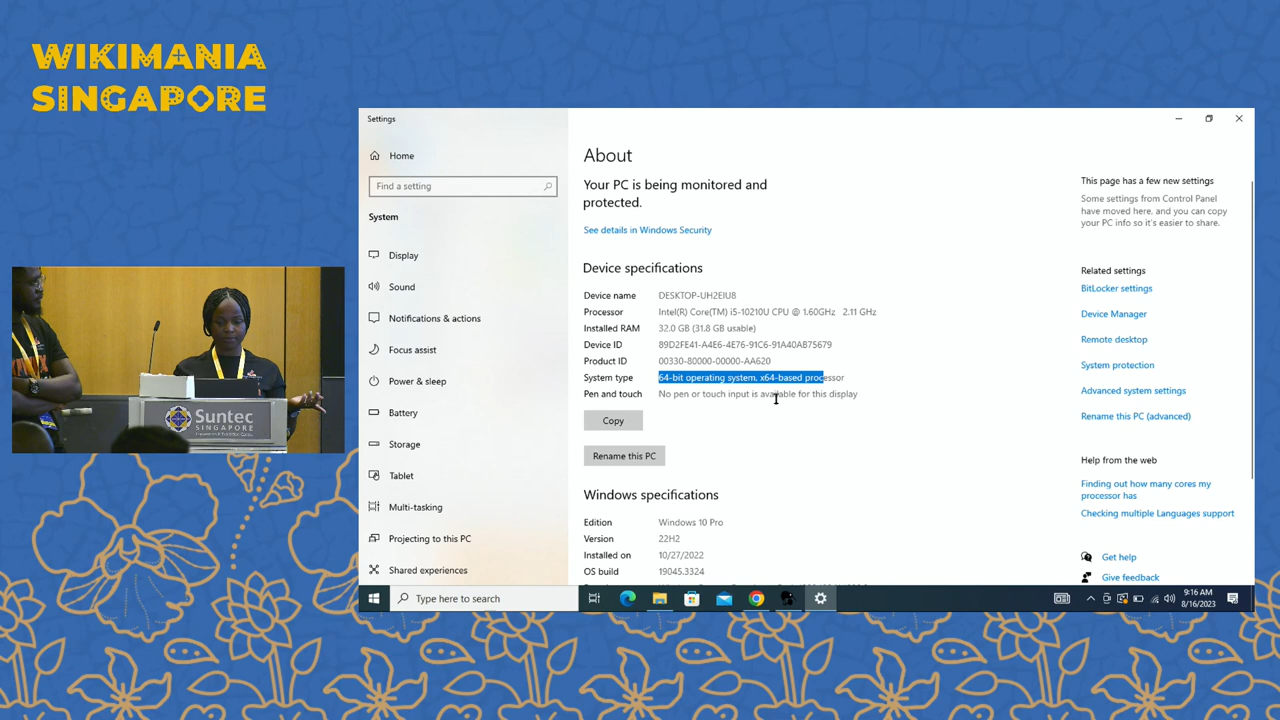 WIKIMANIA
SINGAPORE
Suntec
SINGAPORE
Settings
Home
Find a setting
System
Display
Sound
Notifications & actions
Focus assist
Power & sleep
Battery
Storage
Tablet
Multi-tasking
Projecting to this PC
Shared experiences
About
Your PC is being monitored and
protected.
See details in Windows Security
Device specifications
Device name DESKTOP-UH2EIU8
Processor Intel(R) Core(TM) i5-10210U CPU @ 1.60GHz 2.11 GHz
Installed RAM 32.0 GB (31.8 GB usable)
Device ID 89D2FE41-A4E6-4E76-91C6-91A40AB75679
Product ID 00330-80000-00000-AA620
System type 64-bit operating system, x64-based processor
Pen and touch No pen or touch input is available for this display
Copy
Rename this PC
Windows specifications
Edition Windows 10 Pro
Version 22H2
Installed on 10/27/2022
OS build 19045.3324
This page has a few new settings
Some settings from Control Panel
have moved here, and you can copy
your PC info so it's easier to share.
Related settings
BitLocker settings
Device Manager
Remote desktop
System protection
Advanced system settings
Rename this PC (advanced)
Help from the web
Finding out how many cores my
processor has
Checking multiple Languages support
Get help
Give feedback
Type here to search
9:16 AM
8/16/2023